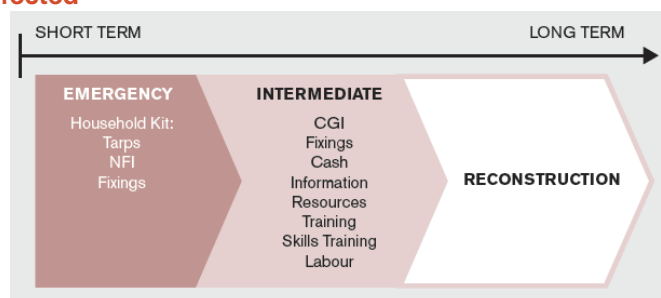 SHORT TERM
LONG TERM
EMERGENCY
Household Kit:
Tarps
NFI
Fixings
INTERMEDIATE
CGI
Fixings
Cash
Information
Resources
Training
Skills Training
Labour
RECONSTRUCTION